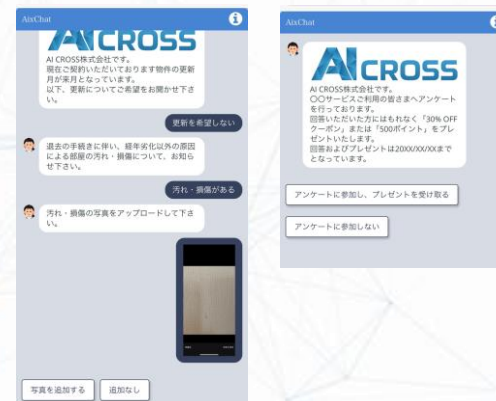 AixChat
AI CROSS
AI CROSS株式会社です。
現在ご契約いただいております物件の更新
月が来月となっています。
以下、更新についてご希望をお聞かせ下さ
い。
更新を希望しない
退去の手続きに伴い、経年劣化以外の原因
による部屋の汚れ・損傷について、お知ら
せ下さい。
汚れ・損傷がある
汚れ・損傷の写真をアップロードして下さ
い。
写真を追加する
追加なし
AixChat
AI CROSS
AI CROSS株式会社です。
〇〇サービスご利用の皆さまへアンケート
を行っております。
回答いただいた方にはもれなく「30% OFF
クーポン」または「500ポイント」をプレ
ゼントいたします。
回答およびプレゼントは20XX/XX/XXまで
となっています。
アンケートに参加し、プレゼントを受け取る
アンケートに参加しない